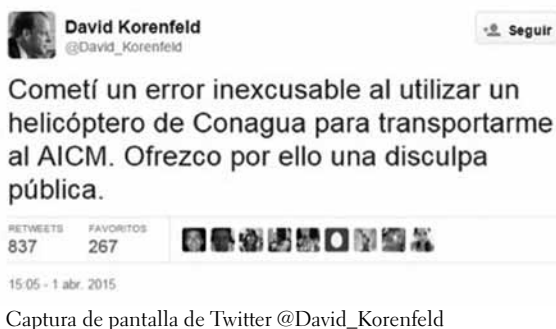 David Korenfeld
@David_Korenfeld
Seguir
Cometí un error inexcusable al utilizar un
helicóptero de Conagua para transportarme
al AICM. Ofrezco por ello una disculpa
pública.
RETWEETS FAVORITOS
837 267
15:05 - 1 abr. 2015
Captura de pantalla de Twitter @David_Korenfeld